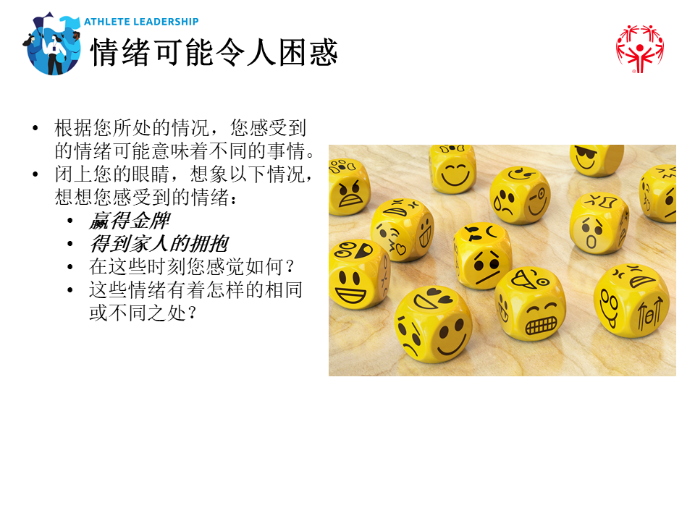 ATHLETE LEADERSHIP
情绪可能令人困惑
• 根据您所处的情况，您感受到
的情绪可能意味着不同的事情。
• 闭上您的眼睛，想象以下情况，
想想您感受到的情绪：
• 赢得金牌
• 得到家人的拥抱
• 在这些时刻您感觉如何？
• 这些情绪有着怎样的相同
或不同之处？